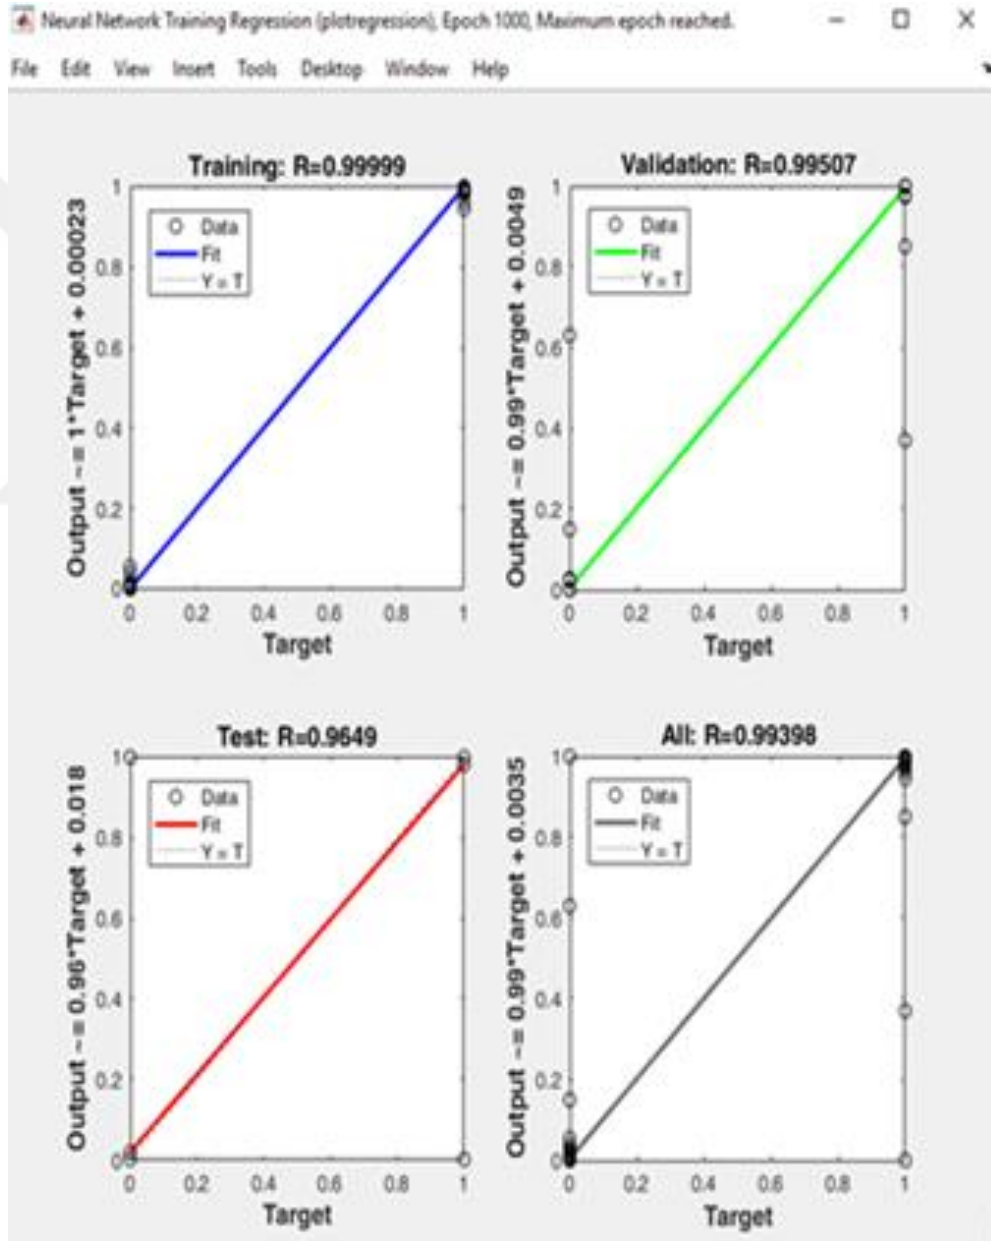 Neural Network Training Regression (plotregression), Epoch 1000, Maximum epoch reached.
File Edit View Insert Tools Desktop Window Help
Training: R=0.99999
Output ~= 1*Target + 0.00023
1
0.8
0.6
0.4
0.2
0
Data
Fit
Y = T
0 0.2 0.4 0.6 0.8 1
Target
Validation: R=0.99507
Output ~= 0.99*Target + 0.0049
1
0.8
0.6
0.4
0.2
0
Data
Fit
Y = T
0 0.2 0.4 0.6 0.8 1
Target
Test: R=0.9649
Output ~= 0.96*Target + 0.018
1
0.8
0.6
0.4
0.2
0
Data
Fit
Y = T
0 0.2 0.4 0.6 0.8 1
Target
All: R=0.99398
Output ~= 0.99*Target + 0.0035
1
0.8
0.6
0.4
0.2
0
Data
Fit
Y = T
0 0.2 0.4 0.6 0.8 1
Target